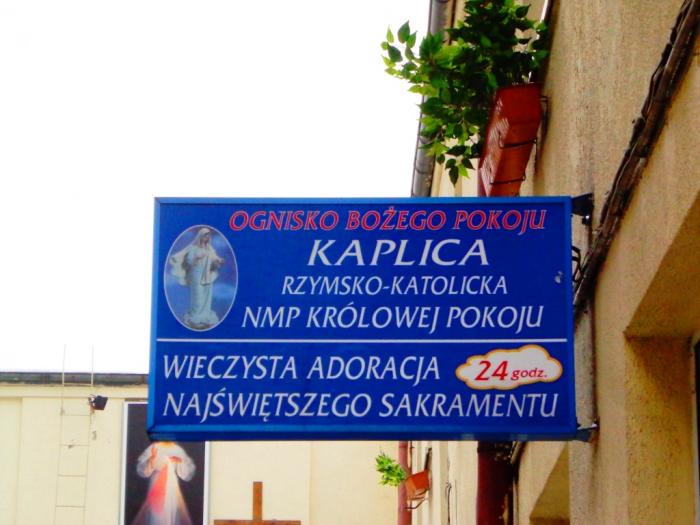 OGNISKO BOŻEGO POKOJU
KAPLICA
RZYMSKO-KATOLICKA
NMP KRÓLOWEJ POKOJU
WIECZYSTA ADORACJA 24 godz.
NAJŚWIĘTSZEGO SAKRAMENTU